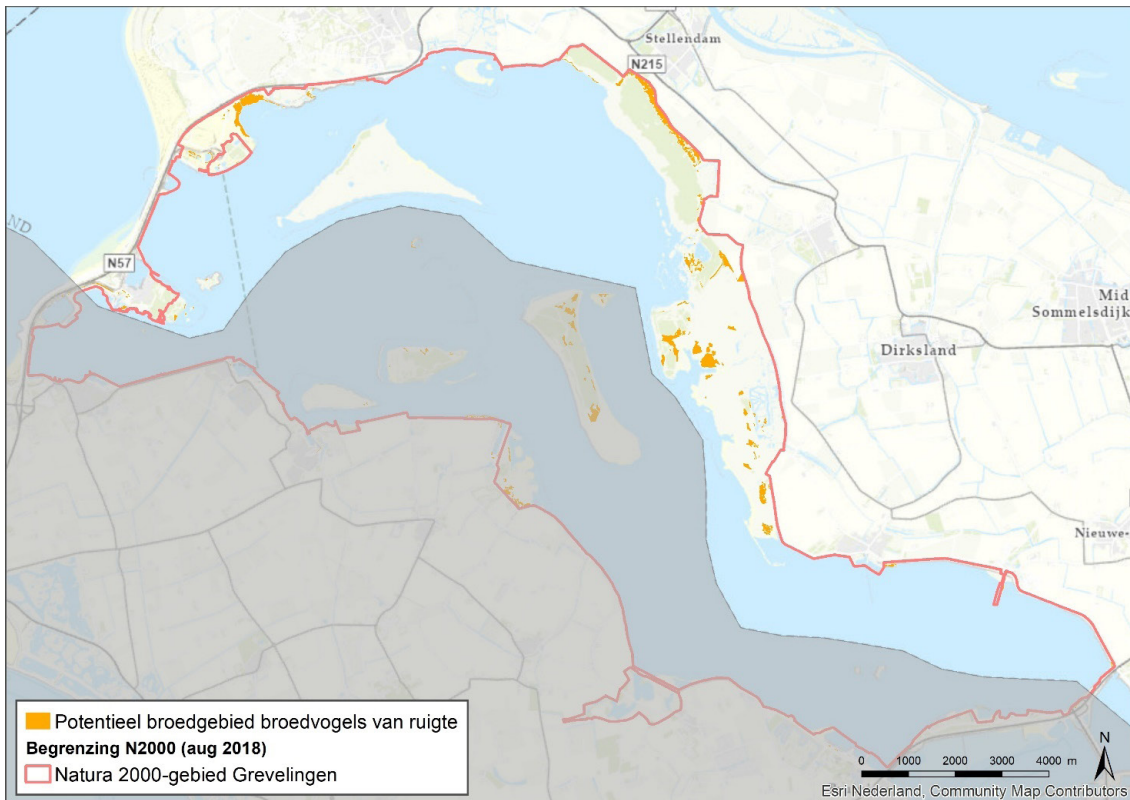 Stellendam
N215
ND
N57
Mid
Sommelsdijk
Dirksland
Nieuwe-
Potentieel broedgebied broedvogels van ruigte
Begrenzing N2000 (aug 2018)
Natura 2000-gebied Grevelingen
N
0 1000 2000 3000 4000 m
Esri Nederland, Community Map Contributors